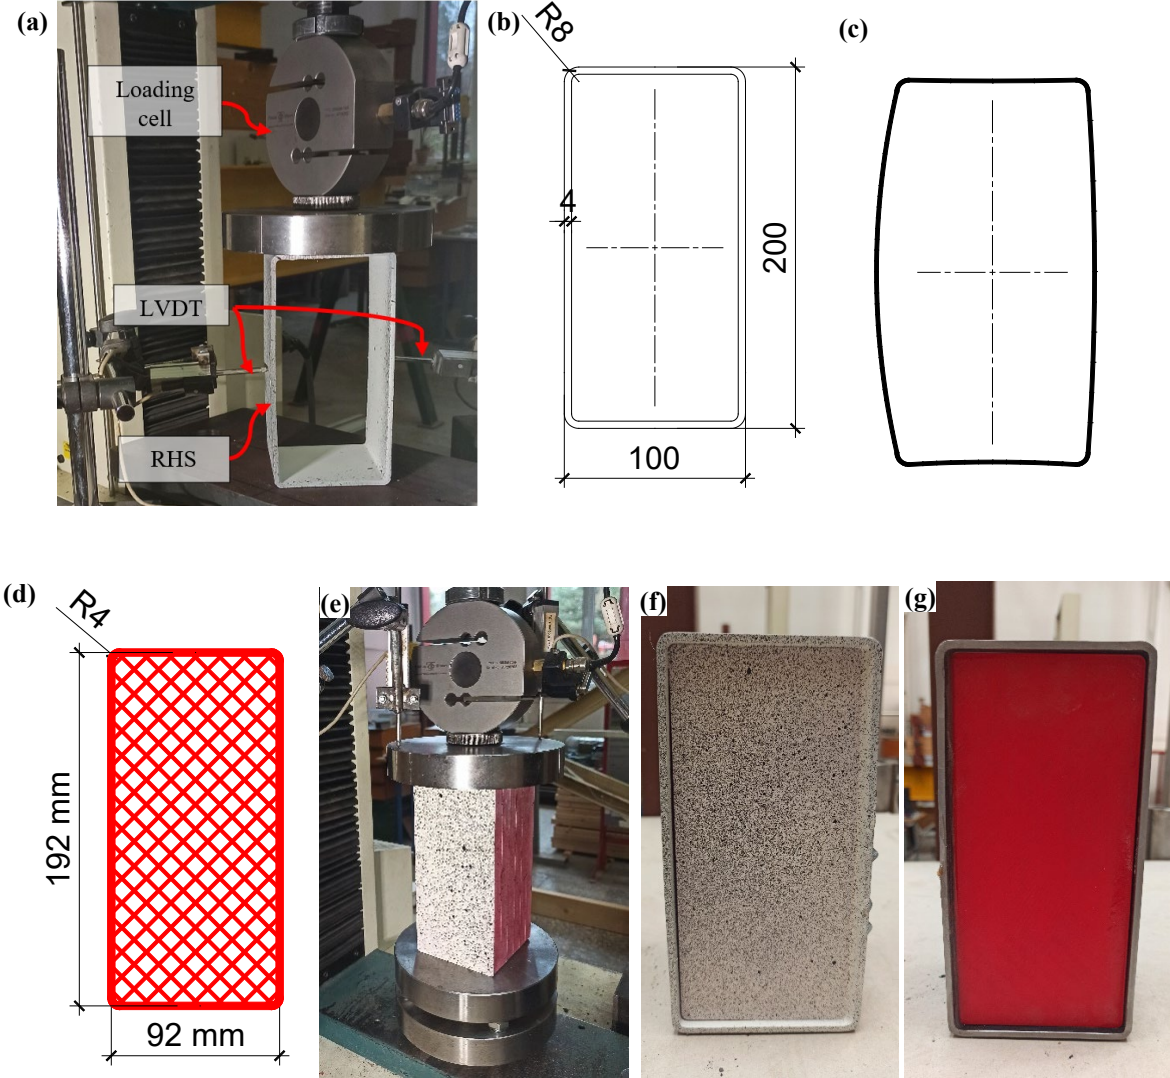 (a)
Loading
cell
LVDT
RHS
(b)
R8
4
200
100
(c)
(d)
R4
192 mm
92 mm
(e)
(f)
(g)